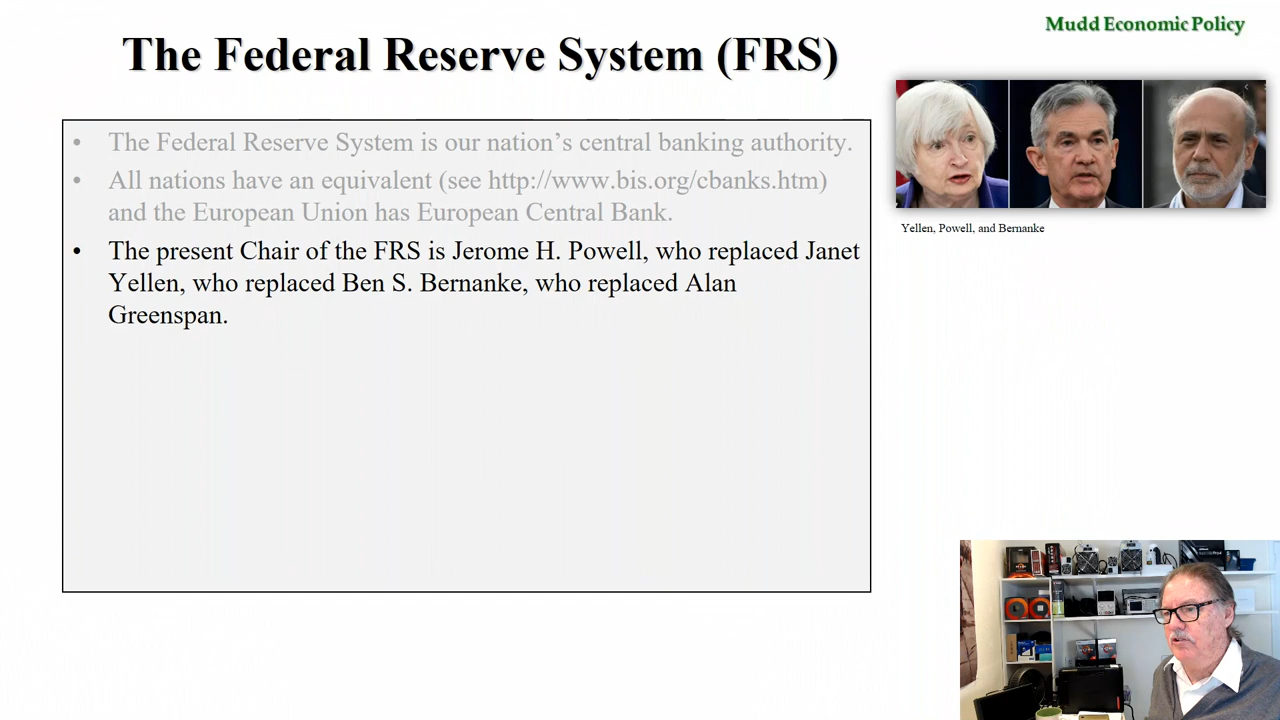 Mudd Economic Policy
The Federal Reserve System (FRS)
• The Federal Reserve System is our nation’s central banking authority.
• All nations have an equivalent (see http://www.bis.org/cbanks.htm)
and the European Union has European Central Bank.
• The present Chair of the FRS is Jerome H. Powell, who replaced Janet
Yellen, who replaced Ben S. Bernanke, who replaced Alan
Greenspan.
Yellen, Powell, and Bernanke